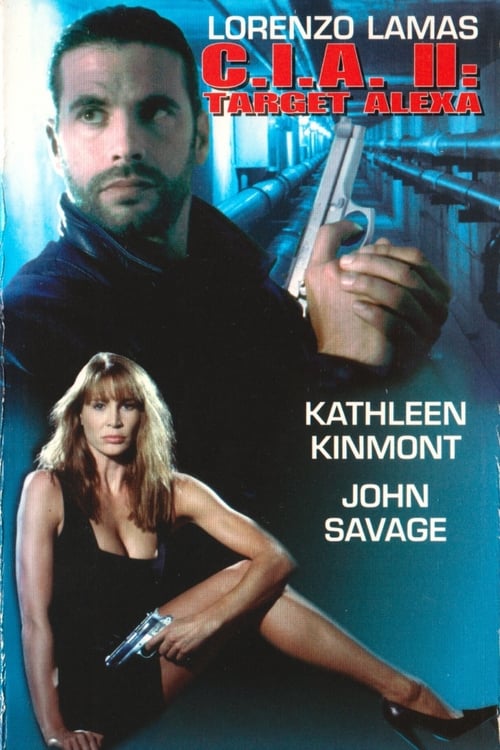 LORENZO LAMAS
C.I.A. II:
TARGET ALEXA
KATHLEEN
KINMONT
JOHN
SAVAGE